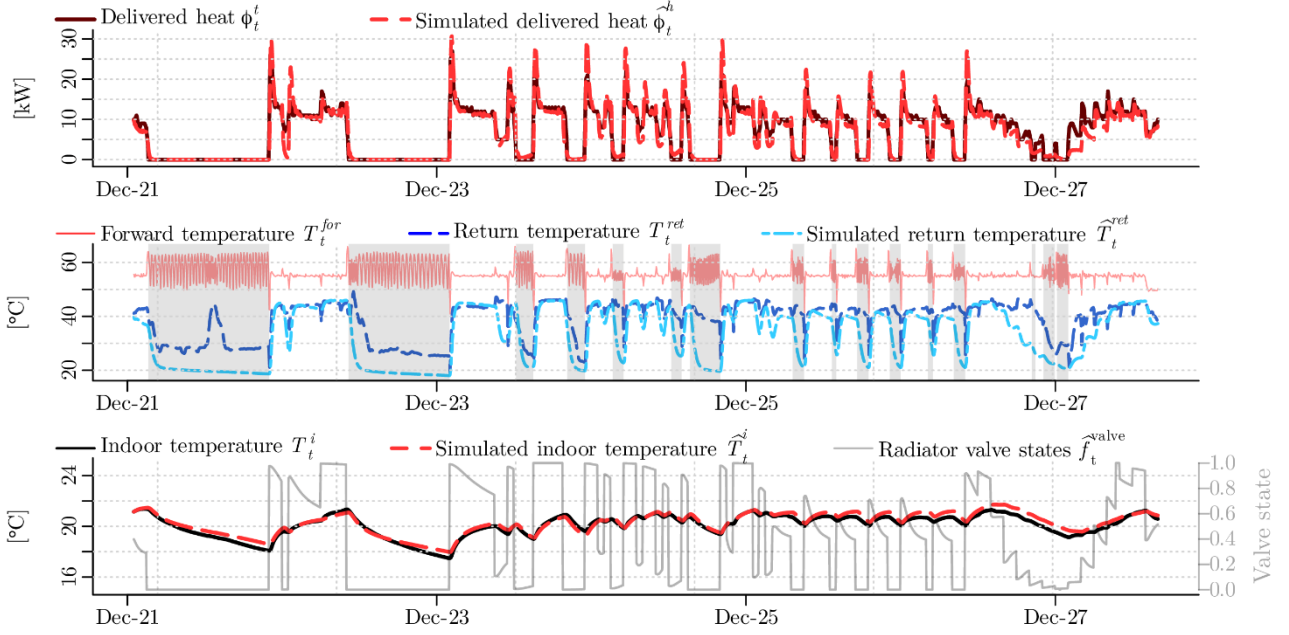 Delivered heat ϕ_t^t Simulated delivered heat \hat{ϕ}_t^h
[kW]
30
20
10
0
Dec-21 Dec-23 Dec-25 Dec-27
Forward temperature T_t^{for} Return temperature T_t^{ret} Simulated return temperature \hat{T}_t^{ret}
[°C]
60
40
20
Dec-21 Dec-23 Dec-25 Dec-27
Indoor temperature T_t^i Simulated indoor temperature \hat{T}_t^i Radiator valve states \hat{f}_t^{valve}
[°C]
24
20
16
1.0
0.8
0.6
0.4
0.2
0.0
Valve state
Dec-21 Dec-23 Dec-25 Dec-27